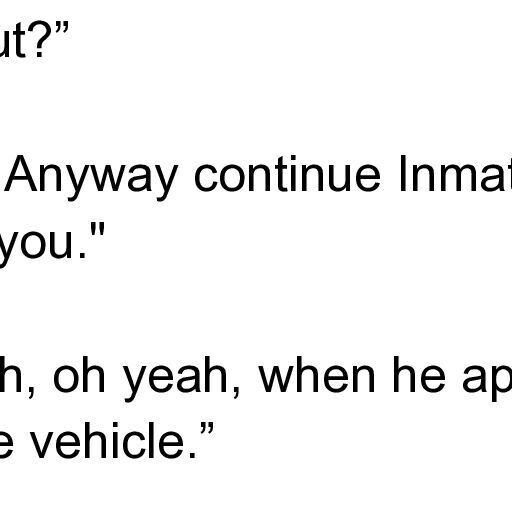 ut?”
Anyway continue Inmat
you."
h, oh yeah, when he ap
e vehicle.”